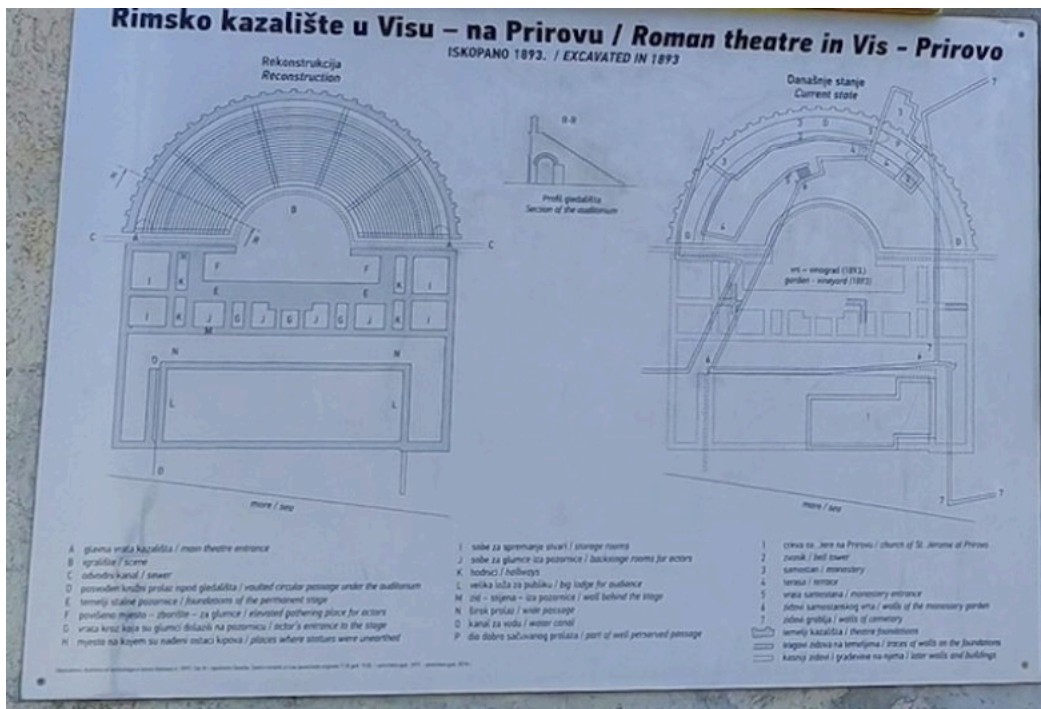 Rimsko kazalište u Visu – na Prirovu / Roman theatre in Vis - Prirovo
ISKOPANO 1893. / EXCAVATED IN 1893
Rekonstrukcija
Reconstruction
Profil gledališta
Section of the auditorium
Današnje stanje
Current state
vrt – vinograd (1893)
garden - vineyard (1893)
more / sea
more / sea
A glavna vrata kazališta / main theatre entrance
B igralište / scene
C odvodni kanal / sewer
D posvođen kružni prolaz ispod gledališta / vaulted circular passage under the auditorium
E temelji stalne pozornice / foundations of the permanent stage
F povišeno mjesto – zborište – za glumce / elevated gathering place for actors
G vrata kroz koja su glumci dolazili na pozornicu / actor's entrance to the stage
H mjesta na kojem su nađeni ostaci kipova / places where statues were unearthed
I sobe za spremanje stvari / storage rooms
J sobe za glumce iza pozornice / backstage rooms for actors
K hodnici / hallways
L velika loža za publiku / big lodge for audience
M zid – stijena – iza pozornice / wall behind the stage
N širok prolaz / wide passage
O kanal za vodu / water canal
P dio dobro sačuvanog prolaza / part of well perserved passage
1 crkva sv. Jere na Prirovu / church of St. Jerome at Prirovo
2 zvonik / bell tower
3 samostan / monastery
4 terasa / terrace
5 vrata samostana / monastery entrance
6 zidovi samostanskog vrta / walls of the monastery garden
7 zidovi groblja / walls of cemetery
temelji kazališta / theatre foundations
tragovi zidova na temeljima / traces of walls on the foundations
kasniji zidovi / građevine na njima / later walls and buildings